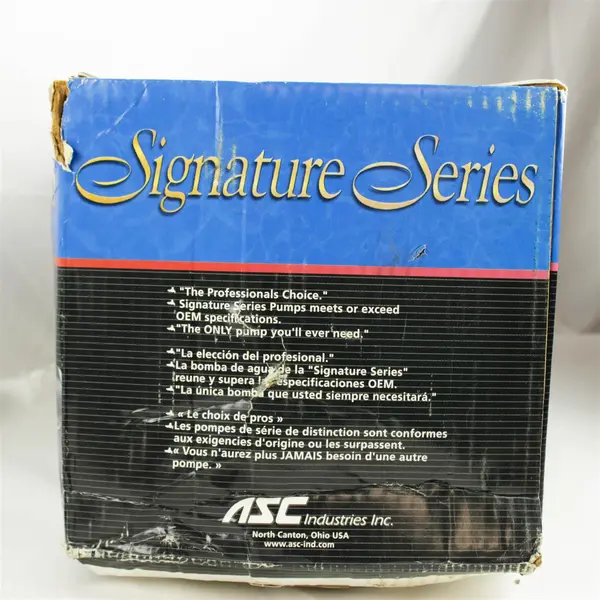 Signature Series
"The Professionals Choice."
Signature Series Pumps meets or exceed
OEM specifications.
"The ONLY pump you'll ever need."
"La elección del profesional."
La bomba de agua de la "Signature Series"
reune y supera especificaciones OEM.
"La única bomba que usted siempre necesitará."
« Le choix de pros »
Les pompes de série de distinction sont conformes
aux exigencies d'origine ou les surpassent.
« Vous n'aurez plus JAMAIS besoin d'une autre
pompe. »
ASC Industries Inc.
North Canton, Ohio USA
www.asc-ind.com